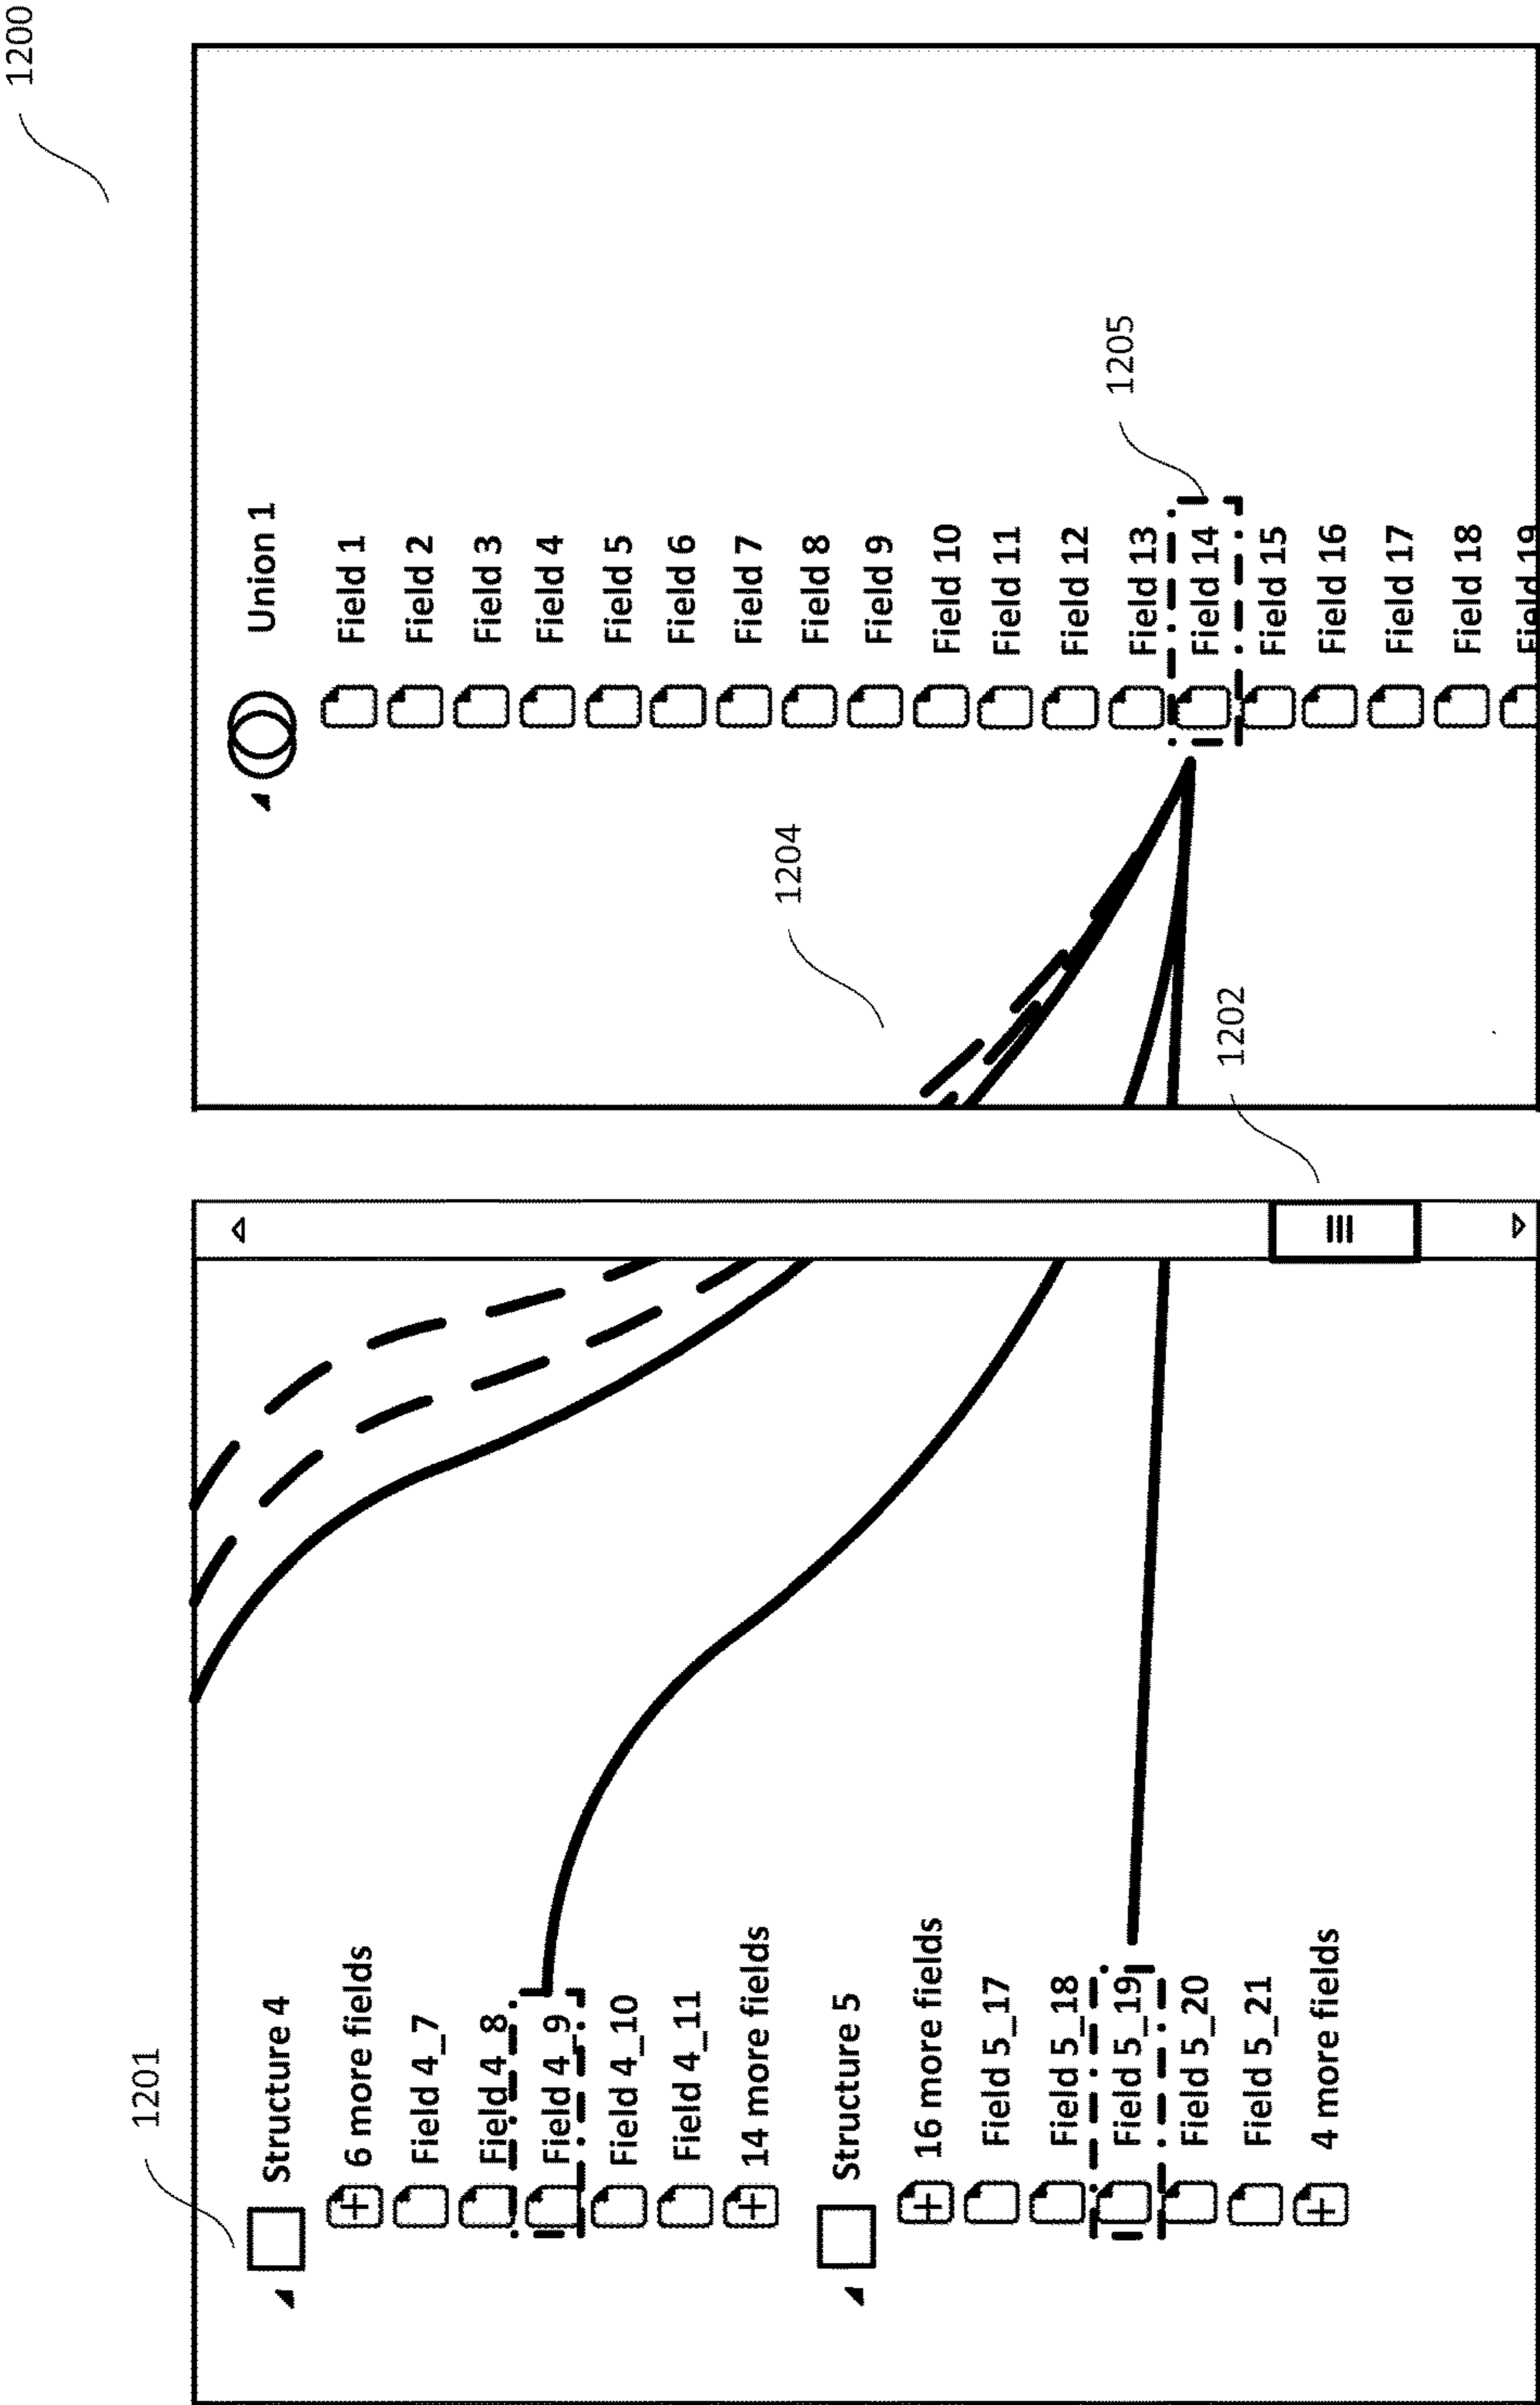 1200
1201
Structure 4
6 more fields
Field 4_7
Field 4_8
Field 4_9
Field 4_10
Field 4_11
14 more fields
Structure 5
16 more fields
Field 5_17
Field 5_18
Field 5_19
Field 5_20
Field 5_21
4 more fields
1202
1204
Union 1
Field 1
Field 2
Field 3
Field 4
Field 5
Field 6
Field 7
Field 8
Field 9
Field 10
Field 11
Field 12
Field 13
Field 14
Field 15
Field 16
Field 17
Field 18
Field 19
1205